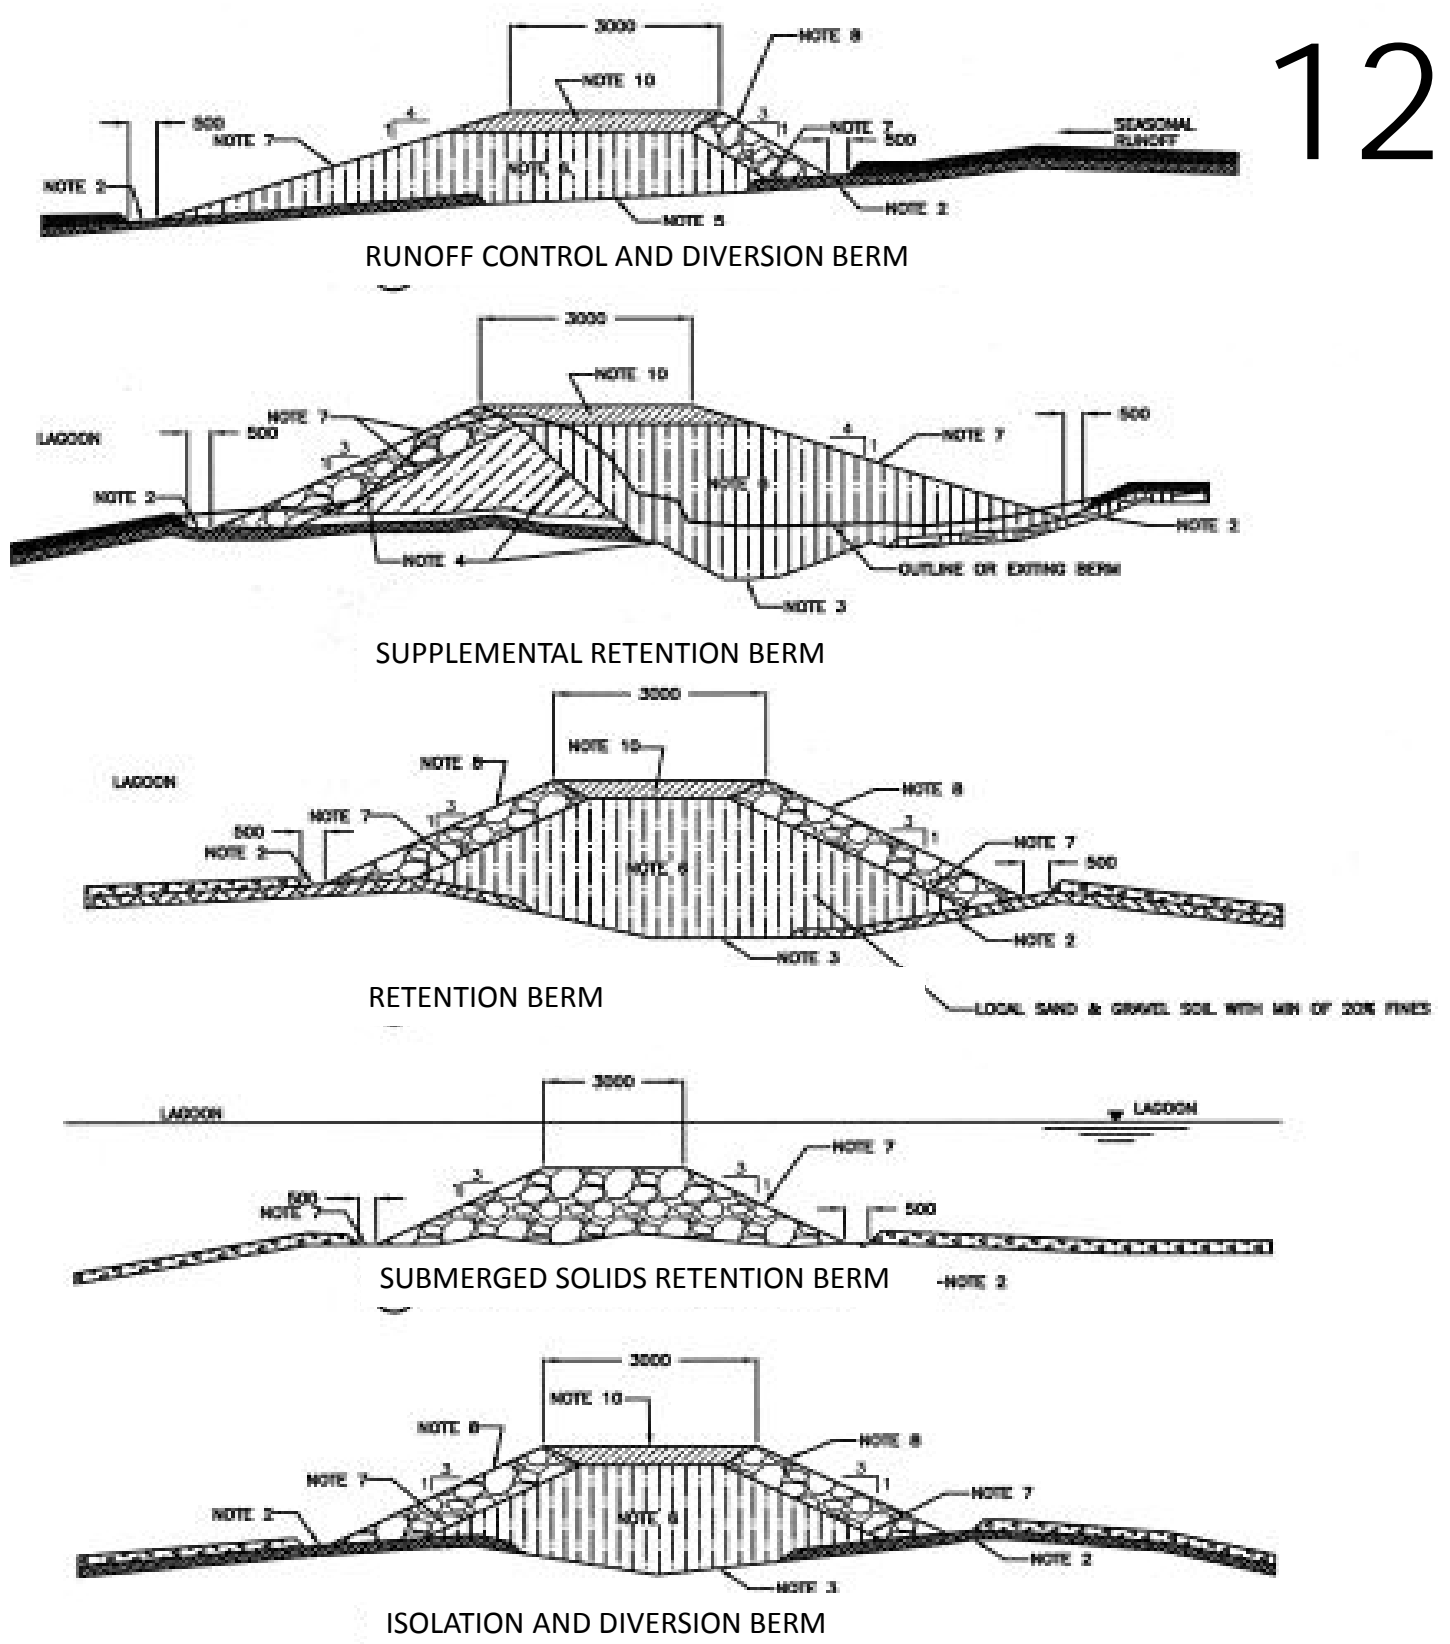 12
3000
NOTE 8
NOTE 10
4
1
3
1
500
NOTE 7
NOTE 7
500
SEASONAL
RUNOFF
NOTE 2
NOTE 2
NOTE 5
RUNOFF CONTROL AND DIVERSION BERM
3000
NOTE 10
NOTE 7
500
LAGOON
500
4
1
NOTE 7
3
1
NOTE 2
NOTE 2
NOTE 4
OUTLINE OR EXITING BERM
NOTE 3
SUPPLEMENTAL RETENTION BERM
3000
NOTE 10
NOTE 8
LAGOON
NOTE 8
3
1
NOTE 7
3
1
500
NOTE 2
NOTE 7
500
NOTE 6
NOTE 2
NOTE 3
RETENTION BERM
LOCAL SAND & GRAVEL SOIL WITH MIN OF 20% FINES
3000
LAGOON
LAGOON
NOTE 7
3
1
3
1
500
NOTE 7
500
SUBMERGED SOLIDS RETENTION BERM
-NOTE 2
3000
NOTE 10
NOTE 8
NOTE 8
3
1
NOTE 7
3
1
NOTE 7
NOTE 2
NOTE 2
NOTE 3
ISOLATION AND DIVERSION BERM